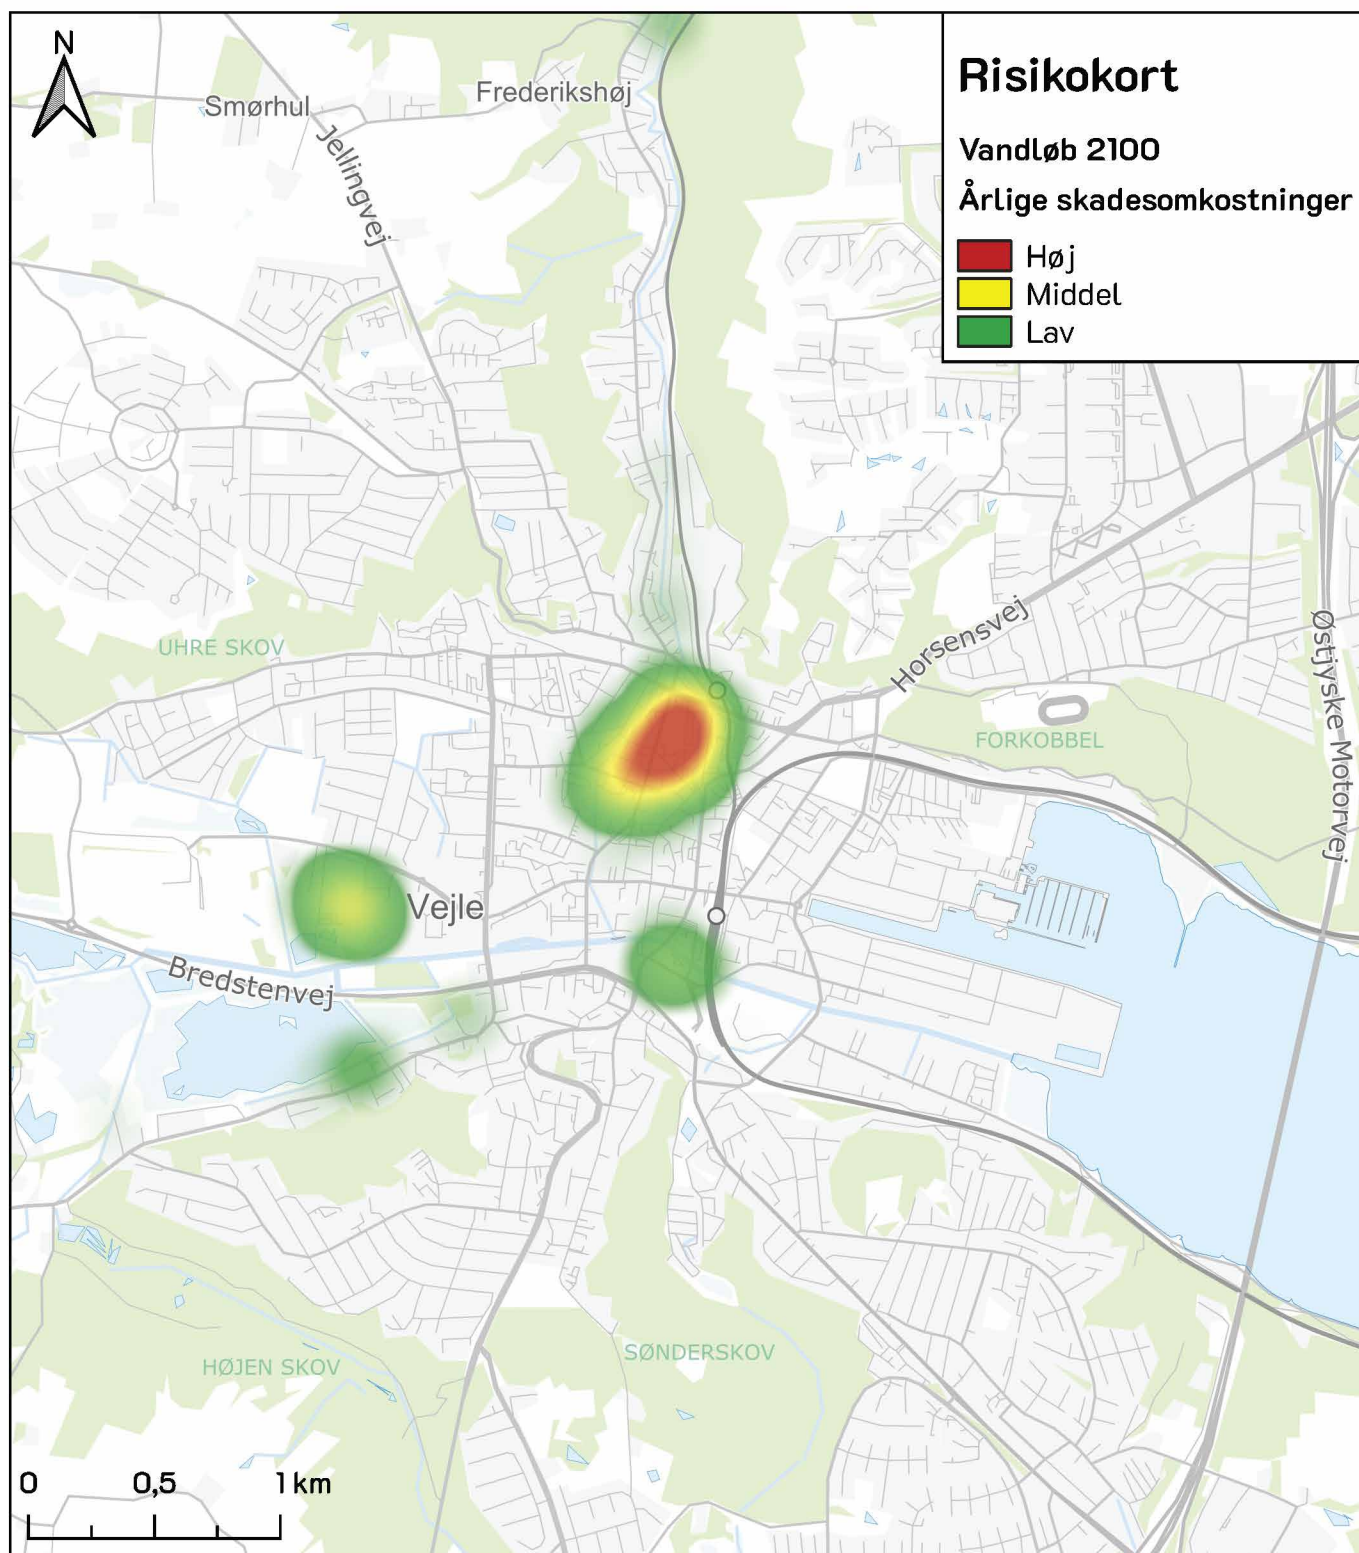 N
Smørhul
Frederikshøj
Jellingvej
Risikokort
Vandløb 2100
Årlige skadesomkostninger
Høj
Middel
Lav
UHRE SKOV
Horsensvej
FORKOBBEL
Østjyske Motorvej
Vejle
Bredstenvej
HØJEN SKOV
SØNDERSKOV
0 0,5 1 km